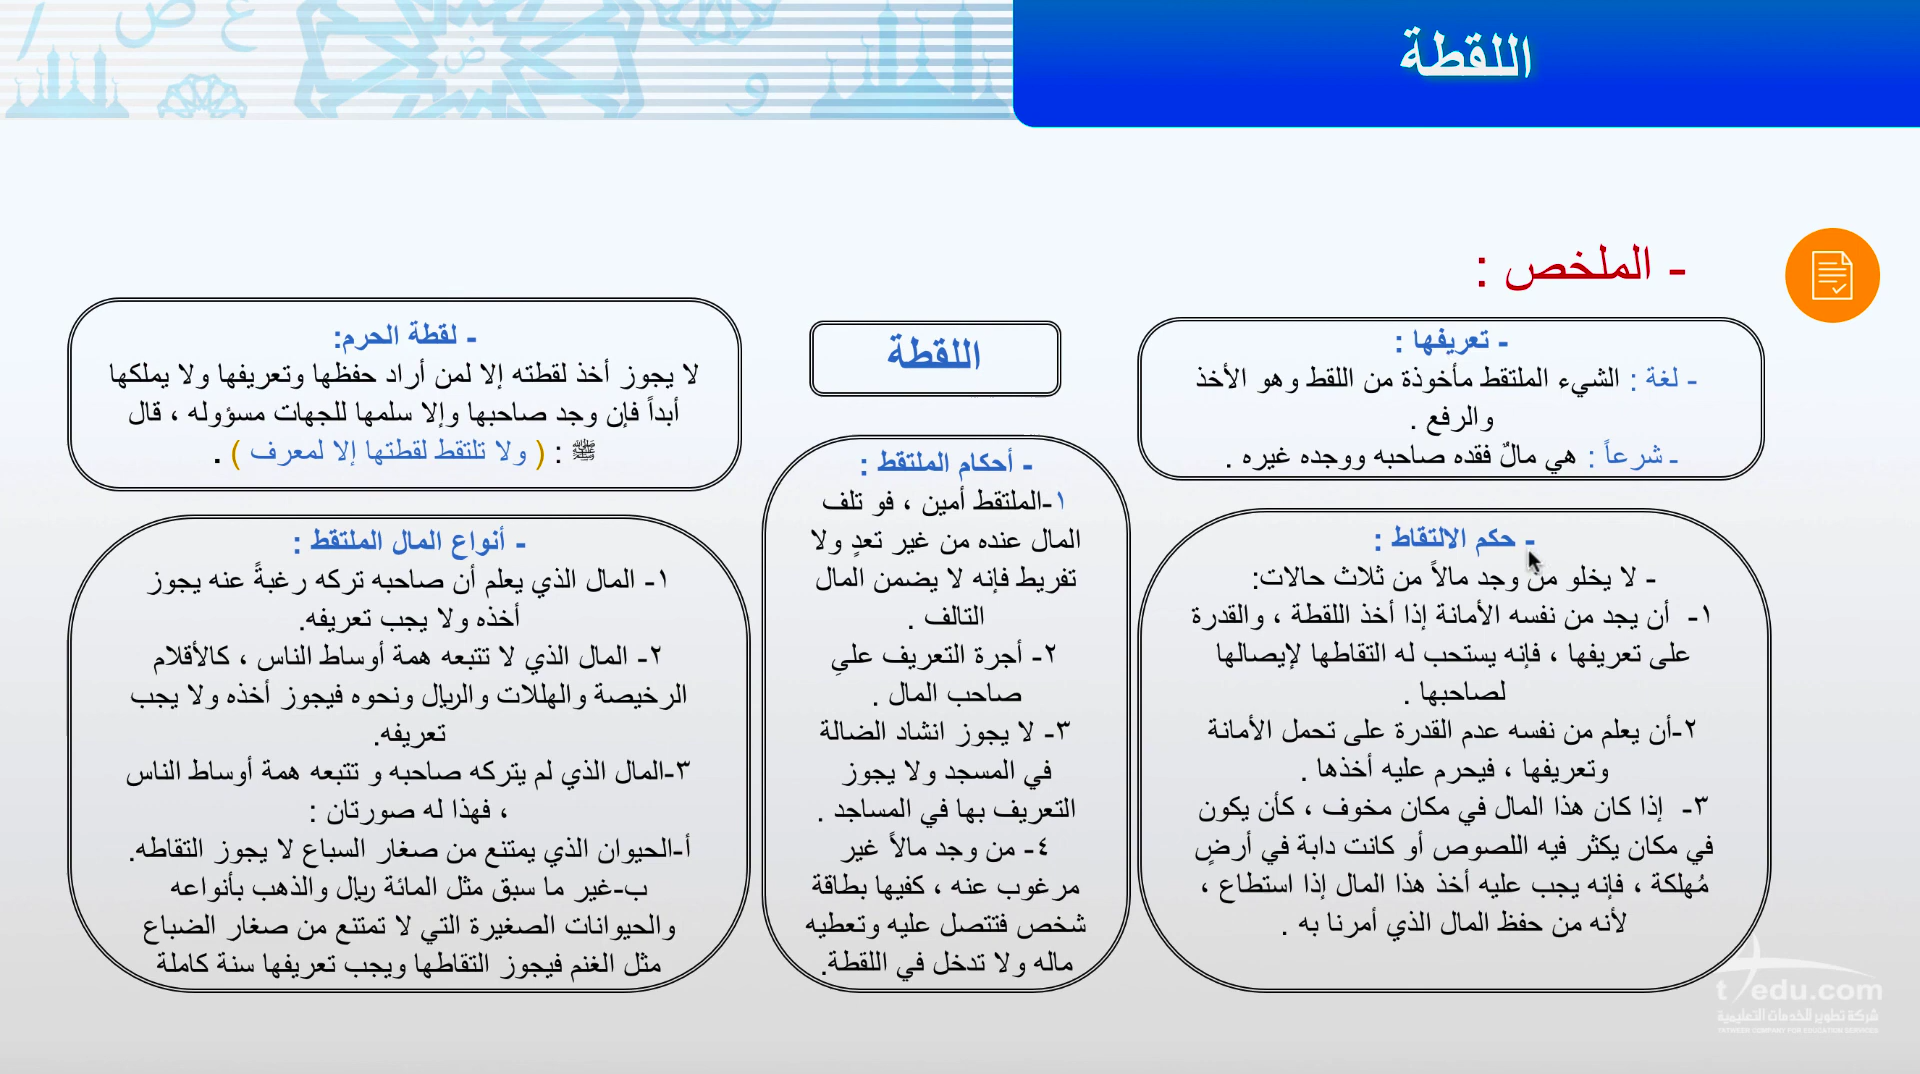 اللقطة
- الملخص :
- تعريفها :
- لغة : الشيء الملتقط مأخوذة من اللقط وهو الأخذ
والرفع .
- شرعاً : هي مالٌ فقده صاحبه ووجده غيره .
- حكم الالتقاط :
- لا يخلو من وجد مالاً من ثلاث حالات:
١- أن يجد من نفسه الأمانة إذا أخذ اللقطة ، والقدرة
على تعريفها ، فإنه يستحب له التقاطها لإيصالها
لصاحبها .
٢-أن يعلم من نفسه عدم القدرة على تحمل الأمانة
وتعريفها ، فيحرم عليه أخذها .
٣- إذا كان هذا المال في مكان مخوف ، كأن يكون
في مكان يكثر فيه اللصوص أو كانت دابة في أرضٍ
مُهلكة ، فإنه يجب عليه أخذ هذا المال إذا استطاع ،
لأنه من حفظ المال الذي أمرنا به .
اللقطة
- أحكام الملتقط :
١-الملتقط أمين ، فو تلف
المال عنده من غير تعدٍ ولا
تفريط فإنه لا يضمن المال
التالف .
٢- أجرة التعريف علىِ
صاحب المال .
٣- لا يجوز انشاد الضالة
في المسجد ولا يجوز
التعريف بها في المساجد .
٤- من وجد مالاً غير
مرغوب عنه ، كفيها بطاقة
شخص فتتصل عليه وتعطيه
ماله ولا تدخل في اللقطة.
- لقطة الحرم:
لا يجوز أخذ لقطته إلا لمن أراد حفظها وتعريفها ولا يملكها
أبداً فإن وجد صاحبها وإلا سلمها للجهات مسؤوله ، قال
ﷺ : ( ولا تلتقط لقطتها إلا لمعرف ) .
- أنواع المال الملتقط :
١- المال الذي يعلم أن صاحبه تركه رغبةً عنه يجوز
أخذه ولا يجب تعريفه.
٢- المال الذي لا تتبعه همة أوساط الناس ، كالأقلام
الرخيصة والهللات والريال ونحوه فيجوز أخذه ولا يجب
تعريفه.
٣-المال الذي لم يتركه صاحبه و تتبعه همة أوساط الناس
، فهذا له صورتان :
أ-الحيوان الذي يمتنع من صغار السباع لا يجوز التقاطه.
ب-غير ما سبق مثل المائة ريال والذهب بأنواعه
والحيوانات الصغيرة التي لا تمتنع من صغار الضباع
مثل الغنم فيجوز التقاطها ويجب تعريفها سنة كاملة
edu.com
شركة تطوير للخدمات التعليمية
TATWEER COMPANY FOR EDUCATION SERVICES